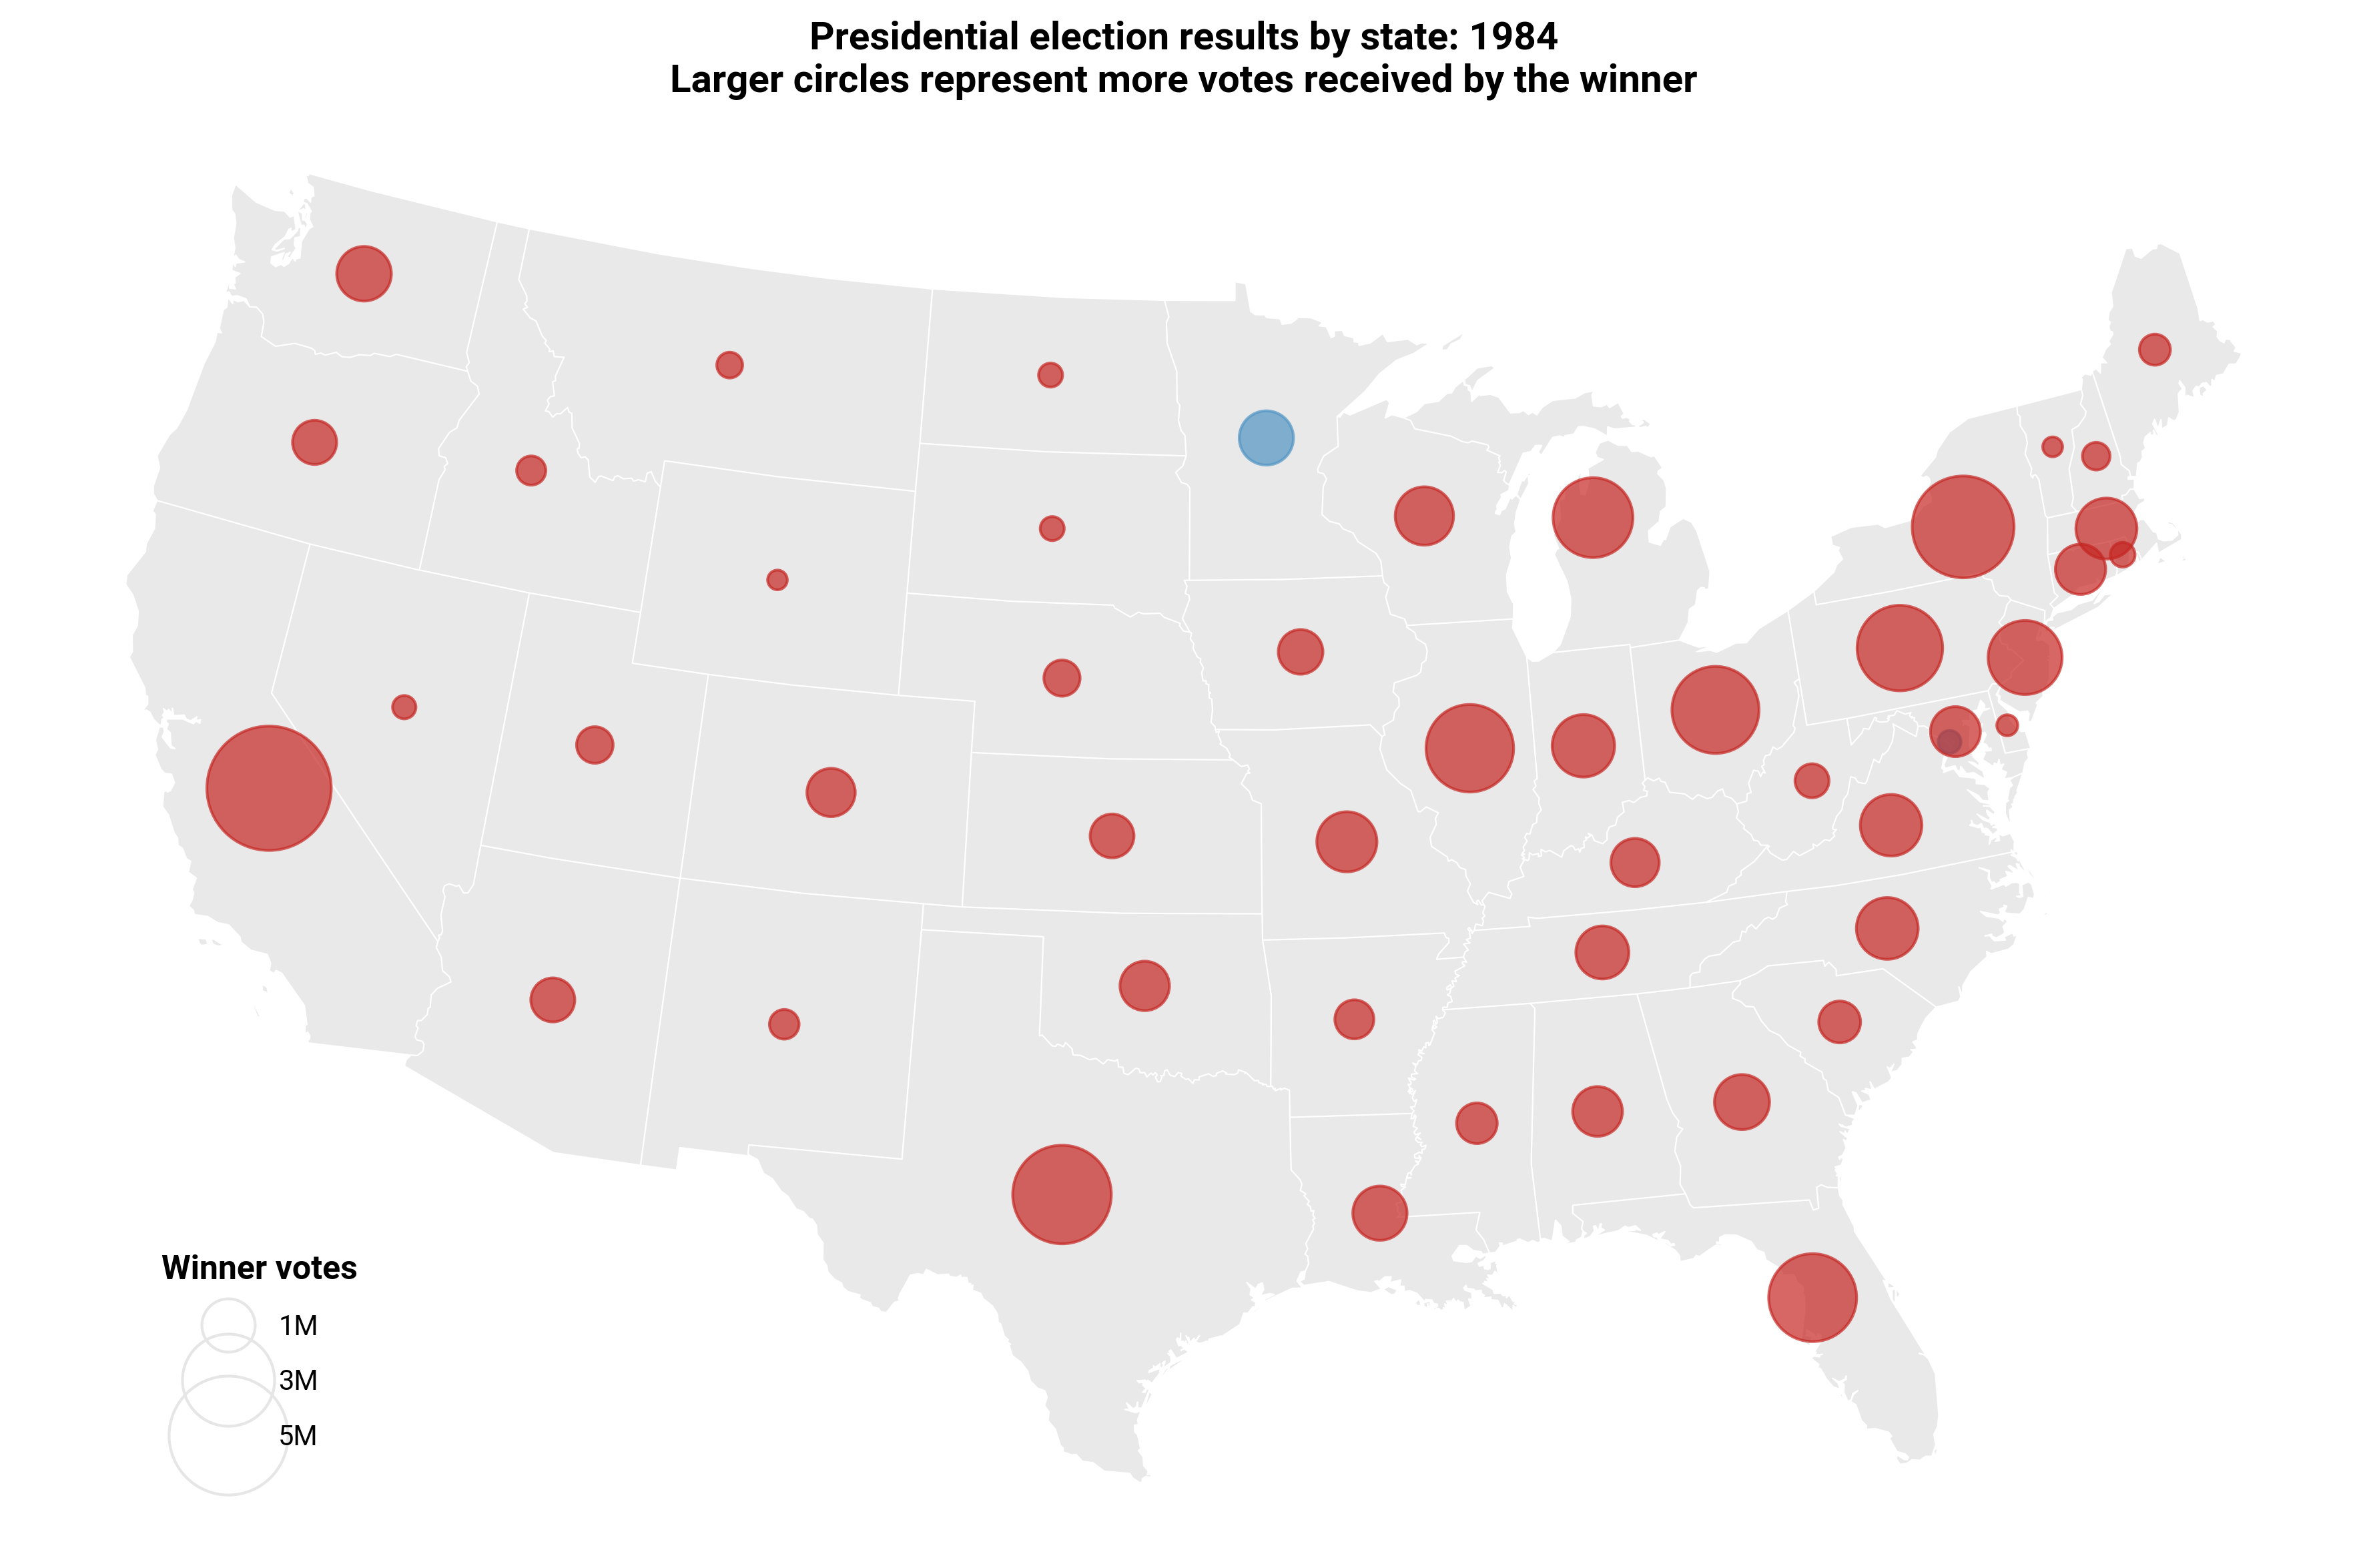 Presidential election results by state: 1984
Larger circles represent more votes received by the winner
Winner votes
1M
3M
5M